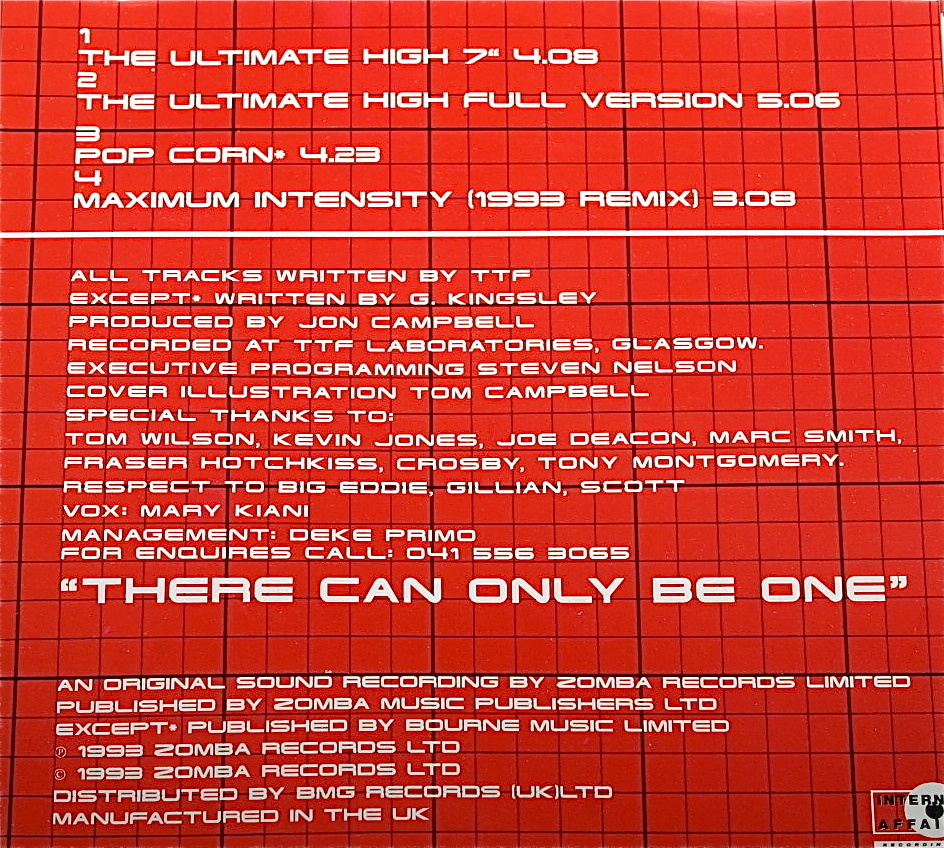 1
THE ULTIMATE HIGH 7" 4.08
2
THE ULTIMATE HIGH FULL VERSION 5.06
3
POP CORN* 4.23
4
MAXIMUM INTENSITY (1993 REMIX) 3.08
ALL TRACKS WRITTEN BY TTF
EXCEPT* WRITTEN BY G. KINGSLEY
PRODUCED BY JON CAMPBELL
RECORDED AT TTF LABORATORIES, GLASGOW.
EXECUTIVE PROGRAMMING STEVEN NELSON
COVER ILLUSTRATION TOM CAMPBELL
SPECIAL THANKS TO:
TOM WILSON, KEVIN JONES, JOE DEACON, MARC SMITH,
FRASER HOTCHKISS, CROSBY, TONY MONTGOMERY.
RESPECT TO BIG EDDIE, GILLIAN, SCOTT
VOX: MARY KIANI
MANAGEMENT: DEKE PRIMO
FOR ENQUIRES CALL: 041 556 3065
"THERE CAN ONLY BE ONE"
AN ORIGINAL SOUND RECORDING BY ZOMBA RECORDS LIMITED
PUBLISHED BY ZOMBA MUSIC PUBLISHERS LTD
EXCEPT* PUBLISHED BY BOURNE MUSIC LIMITED
℗ 1993 ZOMBA RECORDS LTD
© 1993 ZOMBA RECORDS LTD
DISTRIBUTED BY BMG RECORDS (UK)LTD
MANUFACTURED IN THE UK
INTERN
AFFAI
RECORDIN